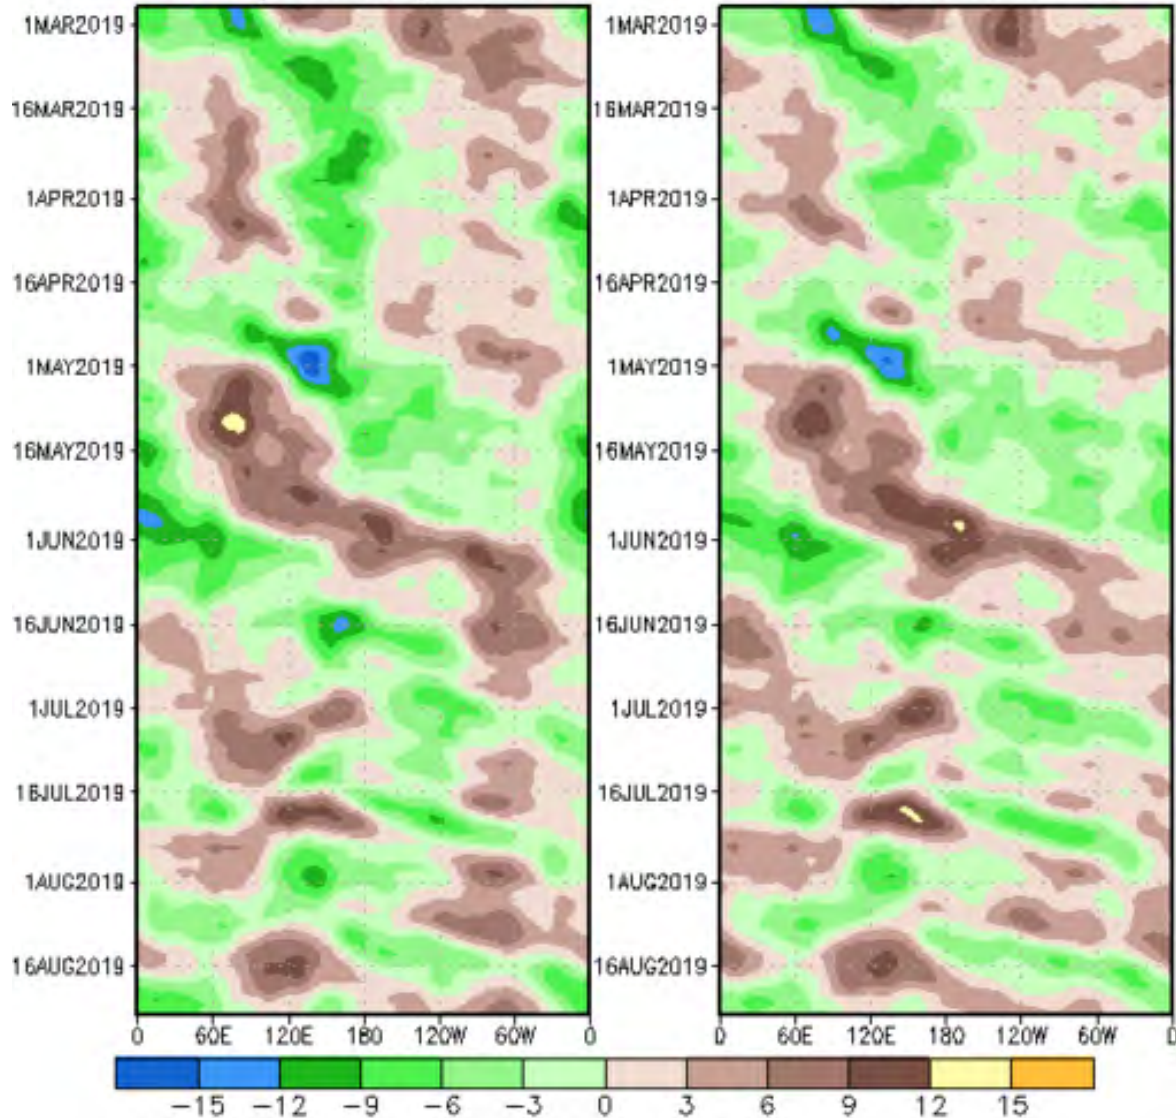 1MAR2019 1MAR2019
16MAR2019 16MAR2019
1APR2019 1APR2019
16APR2019 16APR2019
1MAY2019 1MAY2019
16MAY2019 16MAY2019
1JUN2019 1JUN2019
16JUN2019 16JUN2019
1JUL2019 1JUL2019
16JUL2019 16JUL2019
1AUG2019 1AUG2019
16AUG2019 16AUG2019
0 60E 120E 180 120W 60W 0 0 60E 120E 180 120W 60W 0
-15 -12 -9 -6 -3 0 3 6 9 12 15